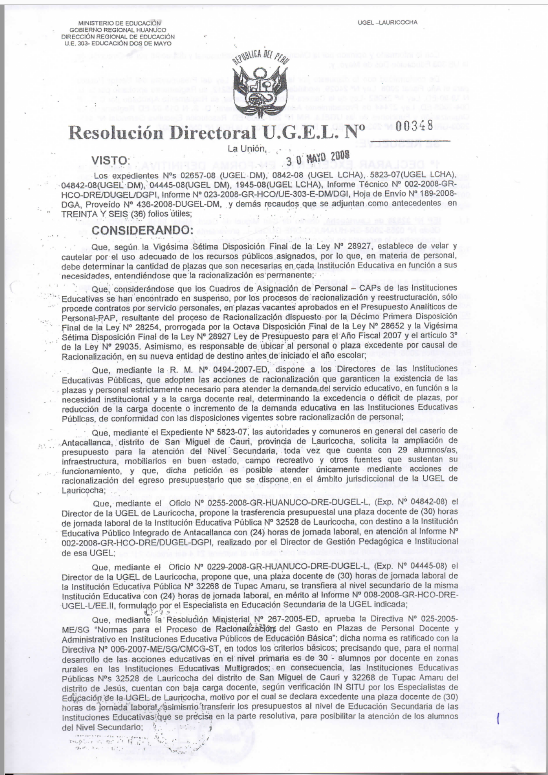 MINISTERIO DE EDUCACIÓN
GOBIERNO REGIONAL HUANUCO
DIRECCIÓN REGIONAL DE EDUCACIÓN
U.E. 303- EDUCACIÓN DOS DE MAYO
UGEL -LAURICOCHA
REPUBLICA DEL PERU
Resolución Directoral U.G.E.L. Nº 00348
La Unión,
30 MAYO 2008
VISTO:
Los expedientes Nºs 02657-08 (UGEL DM), 0842-08 (UGEL LCHA), 5823-07(UGEL LCHA),
04842-08(UGEL DM), 04445-08(UGEL DM), 1945-08(UGEL LCHA), Informe Técnico Nº 002-2008-GR-
HCO-DRE/DUGEL/DGPI, Informe Nº 023-2008-GR-HCO/UE-303-E-DM/DGI, Hoja de Envio Nº 189-2008-
DGA, Proveído Nº 436-2008-DUGEL-DM, y demás recaudos que se adjuntan como antecedentes en
TREINTA Y SEIS (36) folios útiles;
CONSIDERANDO:
Que, según la Vigésima Sétima Disposición Final de la Ley Nº 28927, establece de velar y
cautelar por el uso adecuado de los recursos públicos asignados, por lo que, en materia de personal,
debe determinar la cantidad de plazas que son necesarias en cada Institución Educativa en función a sus
necesidades, entendiéndose que la racionalización es permanente;
Que, considerándose que los Cuadros de Asignación de Personal – CAPs de las Instituciones
Educativas se han encontrado en suspenso, por los procesos de racionalización y reestructuración, sólo
procede contratos por servicio personales, en plazas vacantes aprobados en el Presupuesto Analíticos de
Personal-PAP, resultante del proceso de Racionalización dispuesto por la Décimo Primera Disposición
Final de la Ley Nº 28254, prorrogada por la Octava Disposición Final de la Ley Nº 28652 y la Vigésima
Sétima Disposición Final de la Ley Nº 28927 Ley de Presupuesto para el Año Fiscal 2007 y el artículo 3º
de la Ley Nº 29035. Asimismo, es responsable de ubicar al personal o plaza excedente por causal de
Racionalización, en su nueva entidad de destino antes de iniciado el año escolar;
Que, mediante la R. M. Nº 0494-2007-ED, dispone a los Directores de las Instituciones
Educativas Públicas, que adopten las acciones de racionalización que garanticen la existencia de las
plazas y personal estrictamente necesario para atender la demanda del servicio educativo, en función a la
necesidad institucional y a la carga docente real, determinando la excedencia o déficit de plazas, por
reducción de la carga docente o incremento de la demanda educativa en las Instituciones Educativas
Públicas, de conformidad con las disposiciones vigentes sobre racionalización de personal;
Que, mediante el Expediente Nº 5823-07, las autoridades y comuneros en general del caserio de
Antacallanca, distrito de San Miguel de Cauri, provincia de Lauricocha, solicita la ampliación de
presupuesto para la atención del Nivel Secundaria, toda vez que cuenta con 29 alumnos/as,
infraestructura, mobiliarios en buen estado, campo recreativo y otros fuentes que sustentan su
funcionamiento, y que, dicha petición es posible atender únicamente mediante acciones de
racionalización del egreso presupuestario que se dispone en el ámbito jurisdiccional de la UGEL de
Lauricocha;
Que, mediante el Oficio Nº 0255-2008-GR-HUANUCO-DRE-DUGEL-L, (Exp. Nº 04842-08) el
Director de la UGEL de Lauricocha, propone la trasferencia presupuestal una plaza docente de (30) horas
de jornada laboral de la Institución Educativa Pública Nº 32528 de Lauricocha, con destino a la Institución
Educativa Público Integrado de Antacallanca con (24) horas de jornada laboral, en atención al Informe Nº
002-2008-GR-HCO-DRE/DUGEL-DGPI, realizado por el Director de Gestión Pedagógica e Institucional
de esa UGEL;
Que, mediante el Oficio Nº 0229-2008-GR-HUANUCO-DRE-DUGEL-L, (Exp. Nº 04445-08) el
Director de la UGEL de Lauricocha, propone que, una plaza docente de (30) horas de jornada laboral de
la Institución Educativa Pública Nº 32268 de Tupac Amaru, se transfiera al nivel secundario de la misma
Institución Educativa con (24) horas de jornada laboral, en mérito al Informe Nº 008-2008-GR-HCO-DRE-
UGEL-L/EE.II, formulado por el Especialista en Educación Secundaria de la UGEL indicada;
Que, mediante la Resolución Ministerial Nº 267-2005-ED, aprueba la Directiva Nº 025-2005-
ME/SG "Normas para el Proceso de Racionalización del Gasto en Plazas de Personal Docente y
Administrativo en Instituciones Educativas Públicas de Educación Básica"; dicha norma es ratificado con la
Directiva Nº 006-2007-ME/SG/CMCG-ST, en todos los criterios básicos; precisando que, para el normal
desarrollo de las acciones educativas en el nivel primaria es de 30 - alumnos por docente en zonas
rurales en las Instituciones Educativas Multigrados; en consecuencia, las Instituciones Educativas
Públicas Nºs 32528 de Lauricocha del distrito de San Miguel de Cauri y 32268 de Tupac Amaru del
distrito de Jesús, cuentan con baja carga docente, según verificación IN SITU por los Especialistas de
Educación de la UGEL de Lauricocha, motivo por el cual se declara excedente una plaza docente de (30)
horas de jornada laboral, asimismo transferir los presupuestos al nivel de Educación Secundaria de las
Instituciones Educativas que se precisa en la parte resolutiva, para posibilitar la atención de los alumnos
del Nivel Secundario;